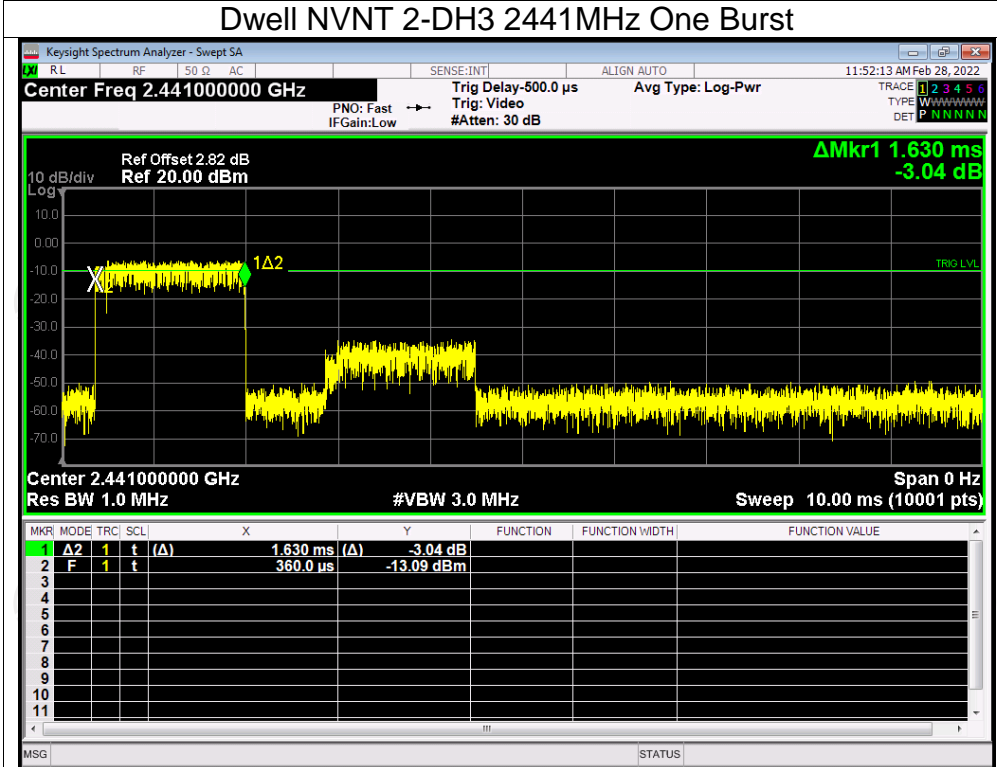 Dwell NVNT 2-DH3 2441MHz One Burst
Keysight Spectrum Analyzer - Swept SA
LXI RL RF 50 Ω AC SENSE:INT ALIGN AUTO 11:52:13 AM Feb 28, 2022
Center Freq 2.441000000 GHz
PNO: Fast
IFGain:Low
Trig Delay-500.0 µs
Trig: Video
#Atten: 30 dB
Avg Type: Log-Pwr
TRACE 1 2 3 4 5 6
TYPE WWWWWW
DET P N N N N N
ΔMkr1 1.630 ms
-3.04 dB
Ref Offset 2.82 dB
10 dB/div Ref 20.00 dBm
Log
10.0
0.00
-10.0
-20.0
-30.0
-40.0
-50.0
-60.0
-70.0
1Δ2
TRIG LVL
X2
Center 2.441000000 GHz Span 0 Hz
Res BW 1.0 MHz #VBW 3.0 MHz Sweep 10.00 ms (10001 pts)
MKR MODE TRC SCL X Y FUNCTION FUNCTION WIDTH FUNCTION VALUE
1 Δ2 1 t (Δ) 1.630 ms (Δ) -3.04 dB
2 F 1 t 360.0 µs -13.09 dBm
3
4
5
6
7
8
9
10
11
MSG STATUS